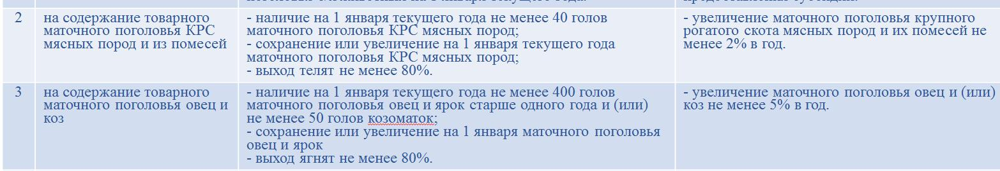 2
на содержание товарного
маточного поголовья КРС
мясных пород и из помесей
- наличие на 1 января текущего года не менее 40 голов
маточного поголовья КРС мясных пород;
- сохранение или увеличение на 1 января текущего года
маточного поголовья КРС мясных пород;
- выход телят не менее 80%.
- увеличение маточного поголовья крупного
рогатого скота мясных пород и их помесей не
менее 2% в год.
3
на содержание товарного
маточного поголовья овец и
коз
- наличие на 1 января текущего года не менее 400 голов
маточного поголовья овец и ярок старше одного года и (или)
не менее 50 голов козоматок;
- сохранение или увеличение на 1 января маточного поголовья
овец и ярок
- выход ягнят не менее 80%.
- увеличение маточного поголовья овец и (или)
коз не менее 5% в год.